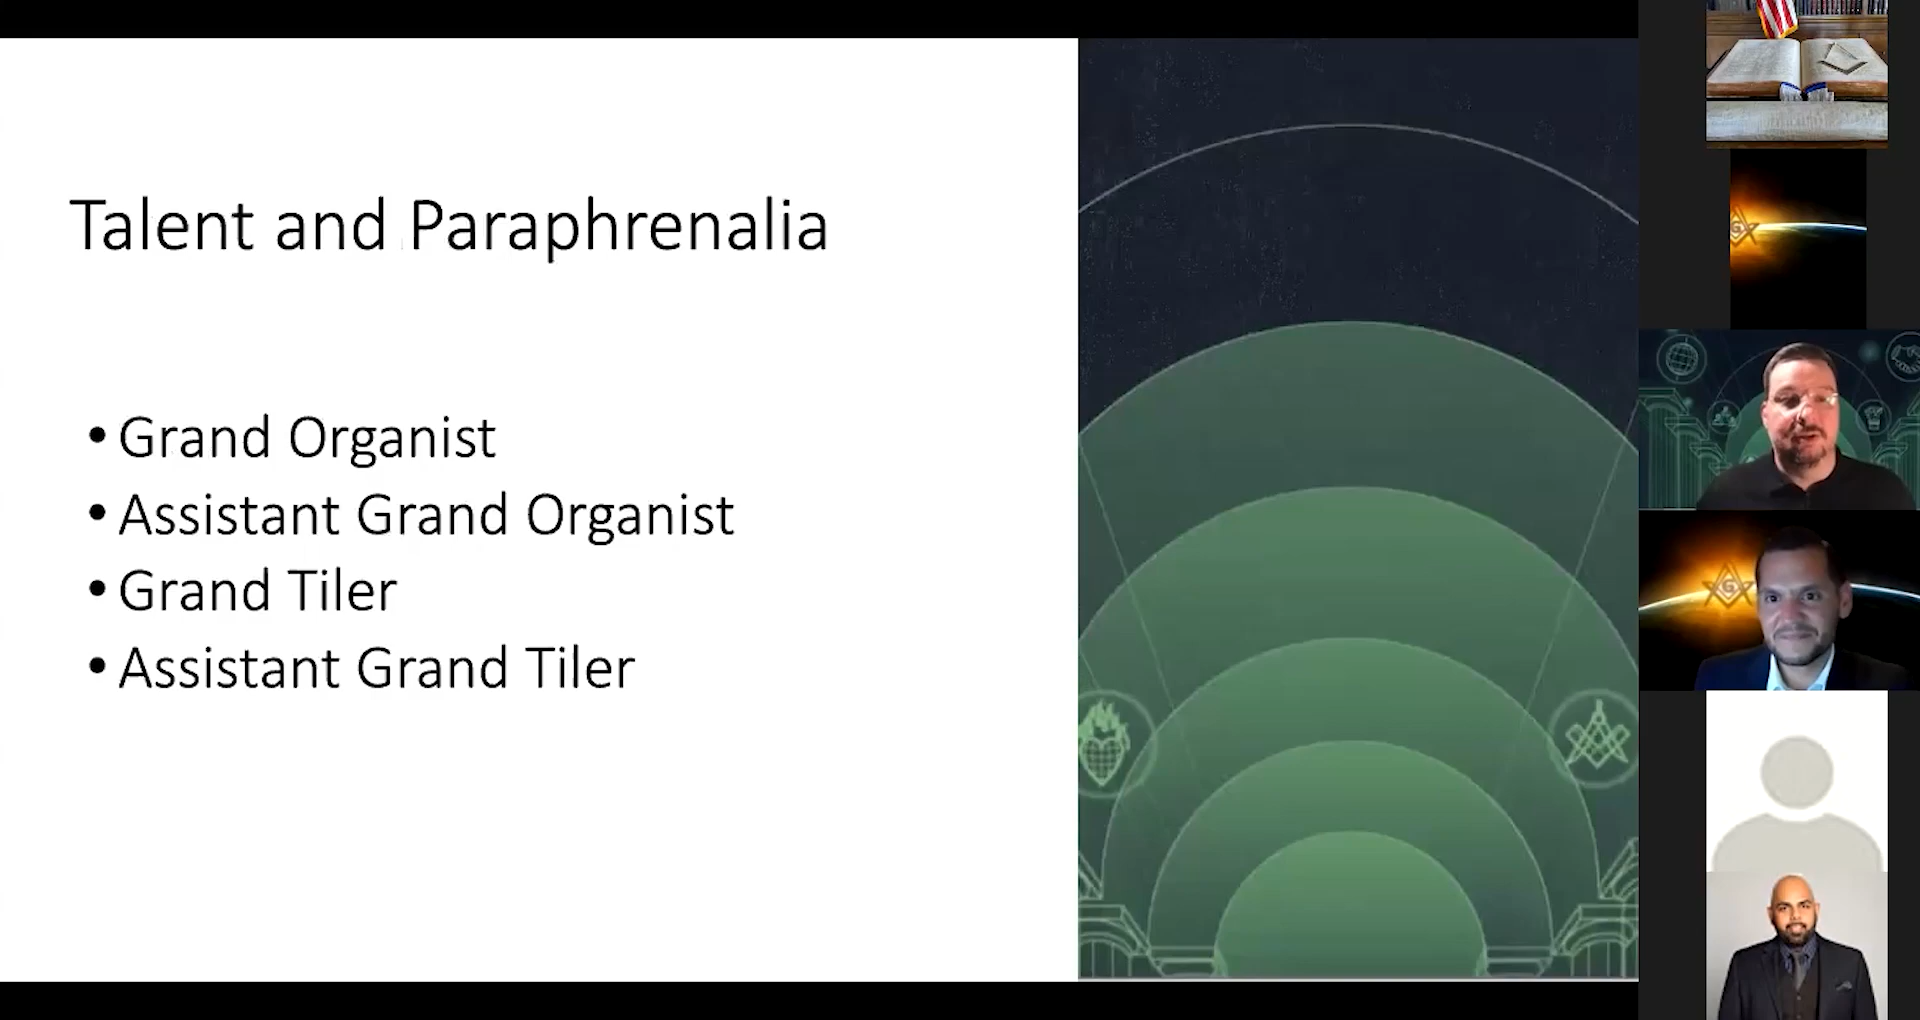 Talent and Paraphrenalia
• Grand Organist
• Assistant Grand Organist
• Grand Tiler
• Assistant Grand Tiler
G
G